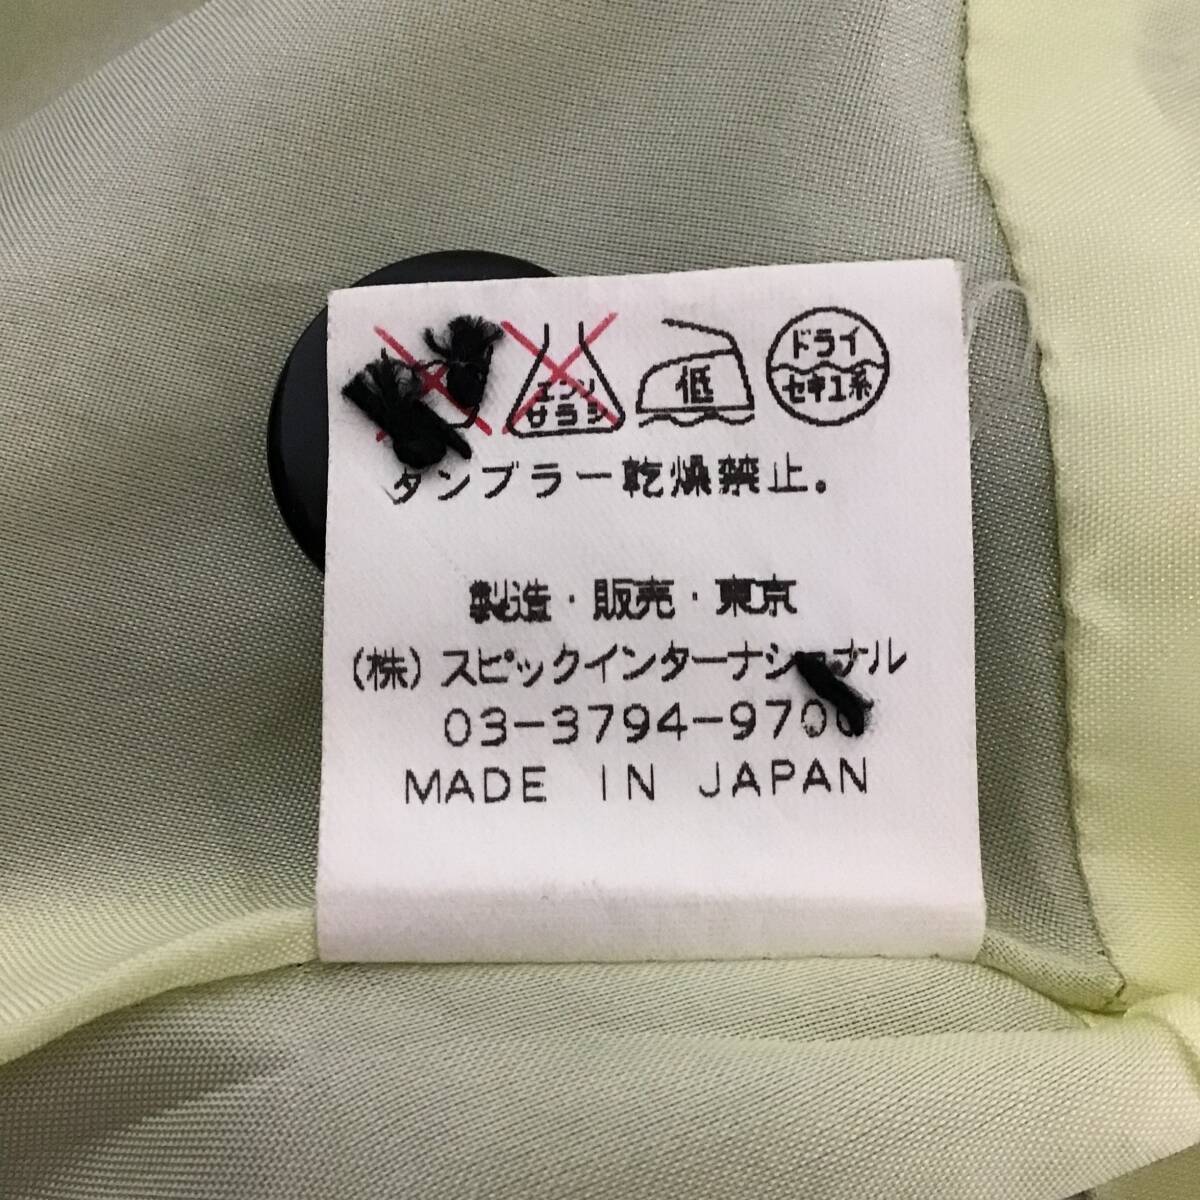 エンソ
サラシ
低
ドライ
セキユ系
タンブラー乾燥禁止。
製造・販売・東京
(株)スピックインターナショナル
03-3794-970
MADE IN JAPAN